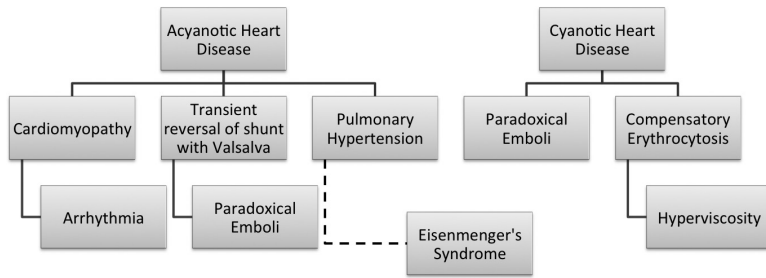 Acyanotic Heart
Disease
Cyanotic Heart
Disease
Cardiomyopathy
Transient
reversal of shunt
with Valsalva
Pulmonary
Hypertension
Paradoxical
Emboli
Compensatory
Erythrocytosis
Arrhythmia
Paradoxical
Emboli
Eisenmenger's
Syndrome
Hyperviscosity